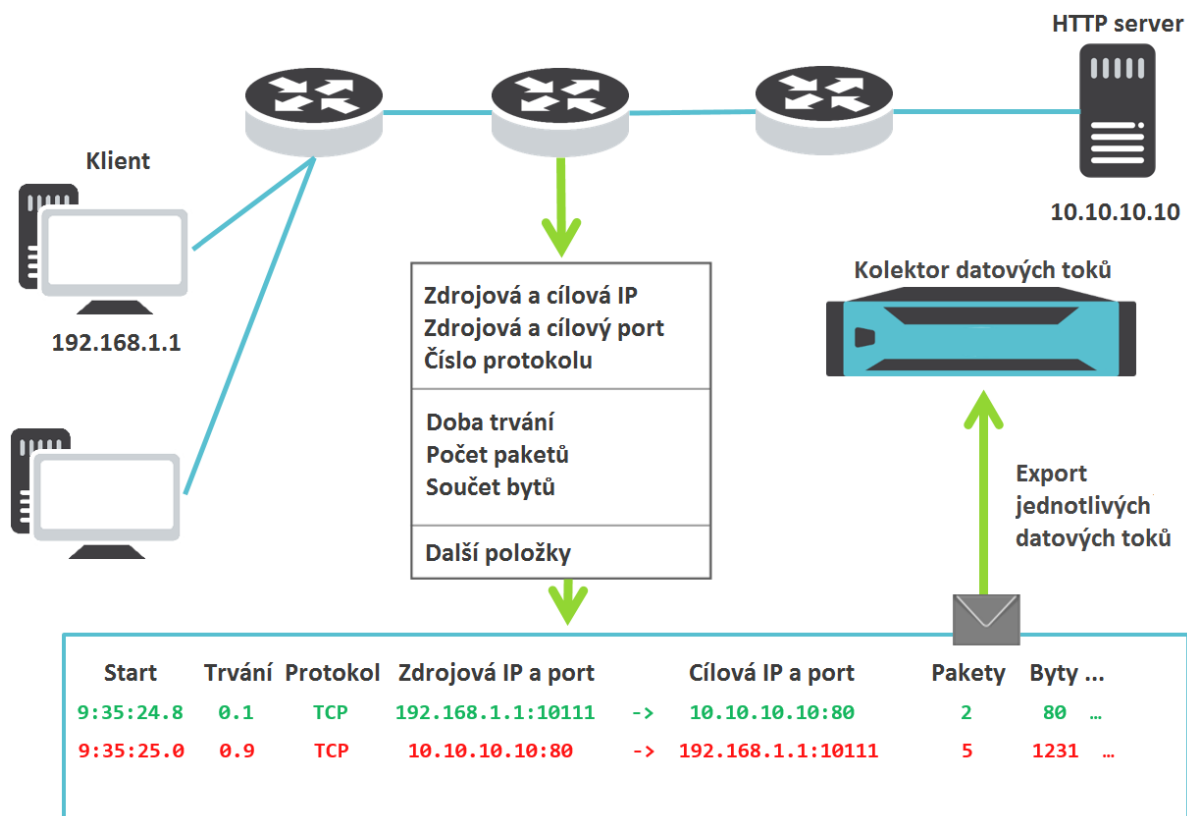 HTTP server
Klient
10.10.10.10
192.168.1.1
Zdrojová a cílová IP
Zdrojová a cílový port
Číslo protokolu
Doba trvání
Počet paketů
Součet bytů
Další položky
Kolektor datových toků
Export
jednotlivých
datových toků
Start Trvání Protokol Zdrojová IP a port Cílová IP a port Pakety Byty ...
9:35:24.8 0.1 TCP 192.168.1.1:10111 -> 10.10.10.10:80 2 80 …
9:35:25.0 0.9 TCP 10.10.10.10:80 -> 192.168.1.1:10111 5 1231 …